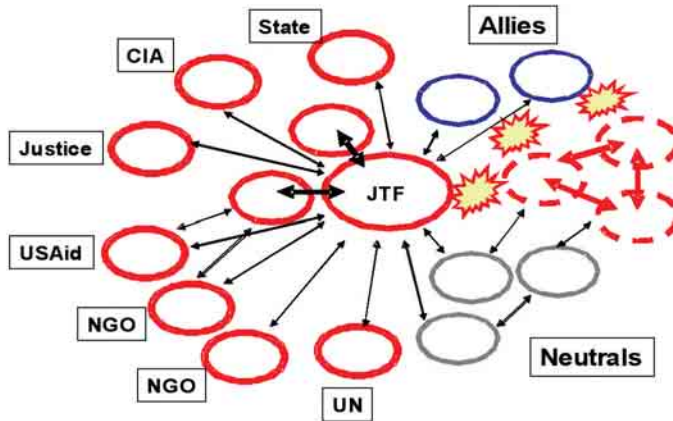 State
Allies
CIA
Justice
JTF
USAid
NGO
NGO
UN
Neutrals